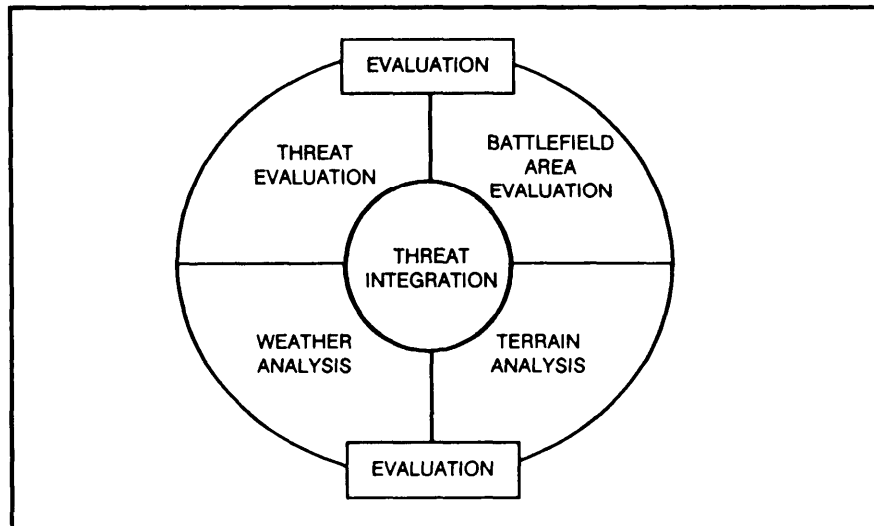 EVALUATION
THREAT
EVALUATION
BATTLEFIELD
AREA
EVALUATION
THREAT
INTEGRATION
WEATHER
ANALYSIS
TERRAIN
ANALYSIS
EVALUATION